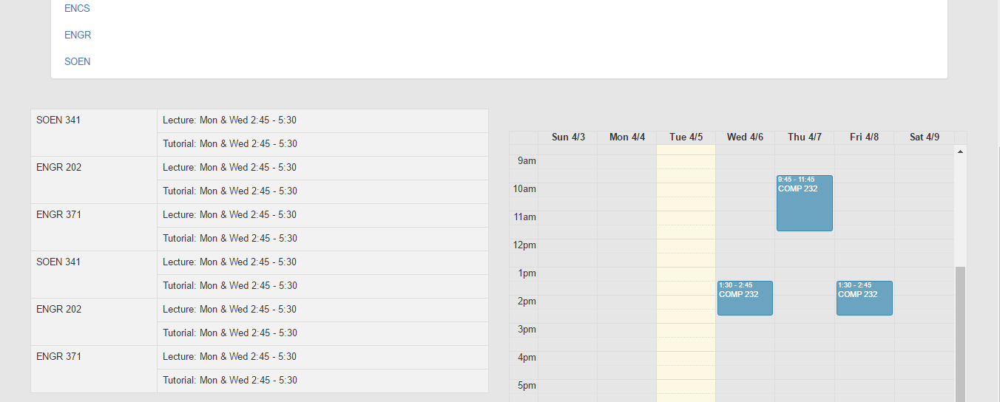 ENCS
ENGR
SOEN
SOEN 341
Lecture: Mon & Wed 2:45 - 5:30
Tutorial: Mon & Wed 2:45 - 5:30
ENGR 202
Lecture: Mon & Wed 2:45 - 5:30
Tutorial: Mon & Wed 2:45 - 5:30
ENGR 371
Lecture: Mon & Wed 2:45 - 5:30
Tutorial: Mon & Wed 2:45 - 5:30
SOEN 341
Lecture: Mon & Wed 2:45 - 5:30
Tutorial: Mon & Wed 2:45 - 5:30
ENGR 202
Lecture: Mon & Wed 2:45 - 5:30
Tutorial: Mon & Wed 2:45 - 5:30
ENGR 371
Lecture: Mon & Wed 2:45 - 5:30
Tutorial: Mon & Wed 2:45 - 5:30
Sun 4/3 Mon 4/4 Tue 4/5 Wed 4/6 Thu 4/7 Fri 4/8 Sat 4/9
9am
9:45 - 11:45
10am COMP 232
11am
12pm
1pm
1:30 - 2:45 1:30 - 2:45
COMP 232 COMP 232
2pm
3pm
4pm
5pm